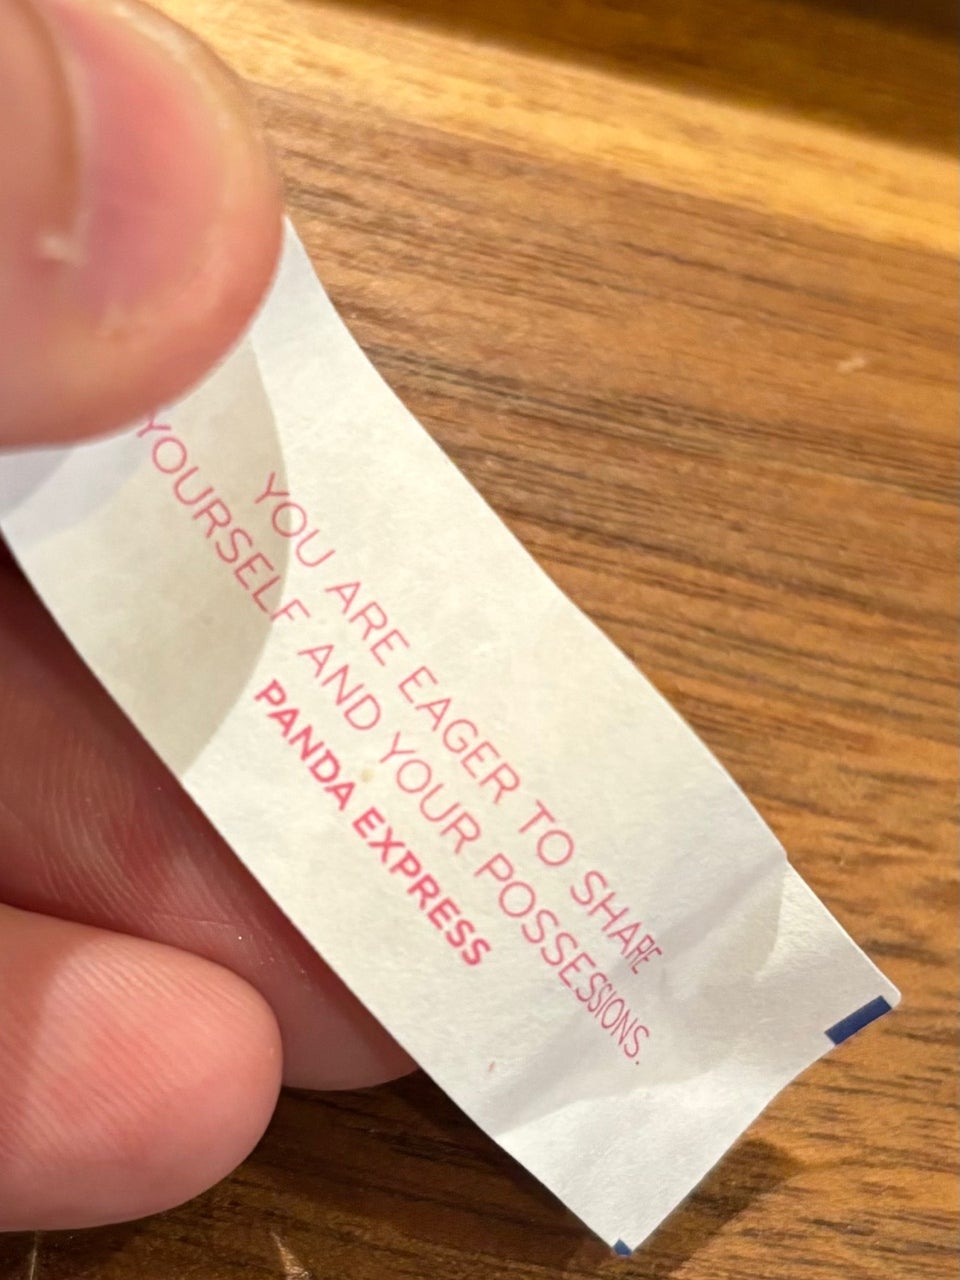 YOU ARE EAGER TO SHARE
YOURSELF AND YOUR POSSESSIONS.
PANDA EXPRESS